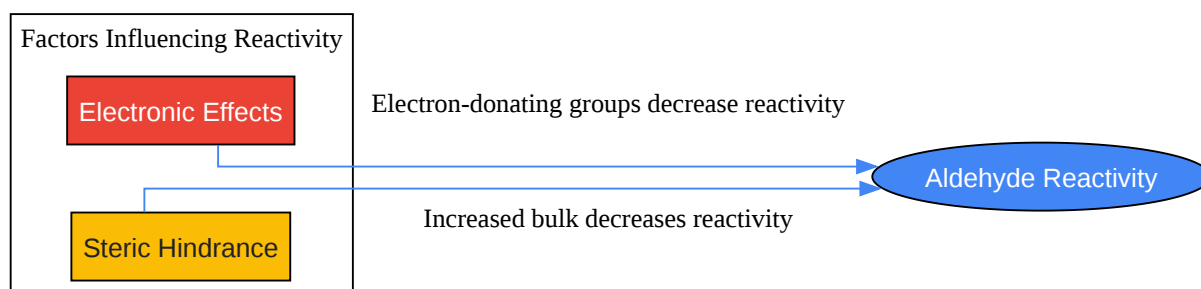 Factors Influencing Reactivity
Electronic Effects
Electron-donating groups decrease reactivity
Aldehyde Reactivity
Increased bulk decreases reactivity
Steric Hindrance